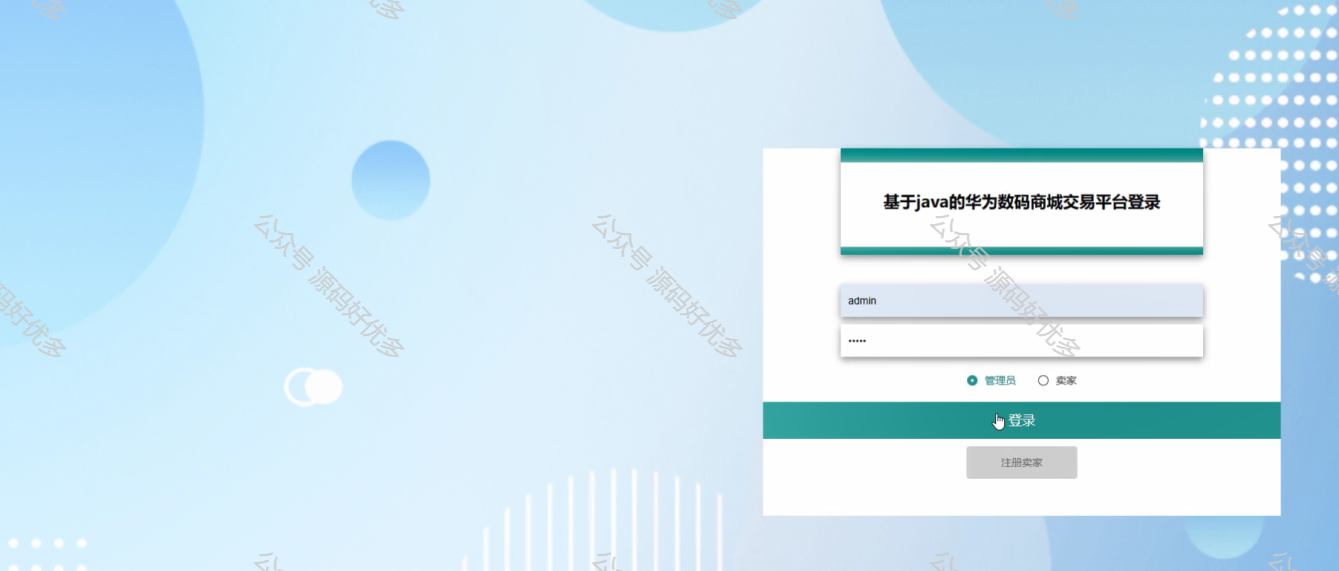 基于java的华为数码商城交易平台登录
admin
•••••
管理员
卖家
登录
注册卖家
公众号 源码好优多
公众号 源码好优多
公众号 源码好优多